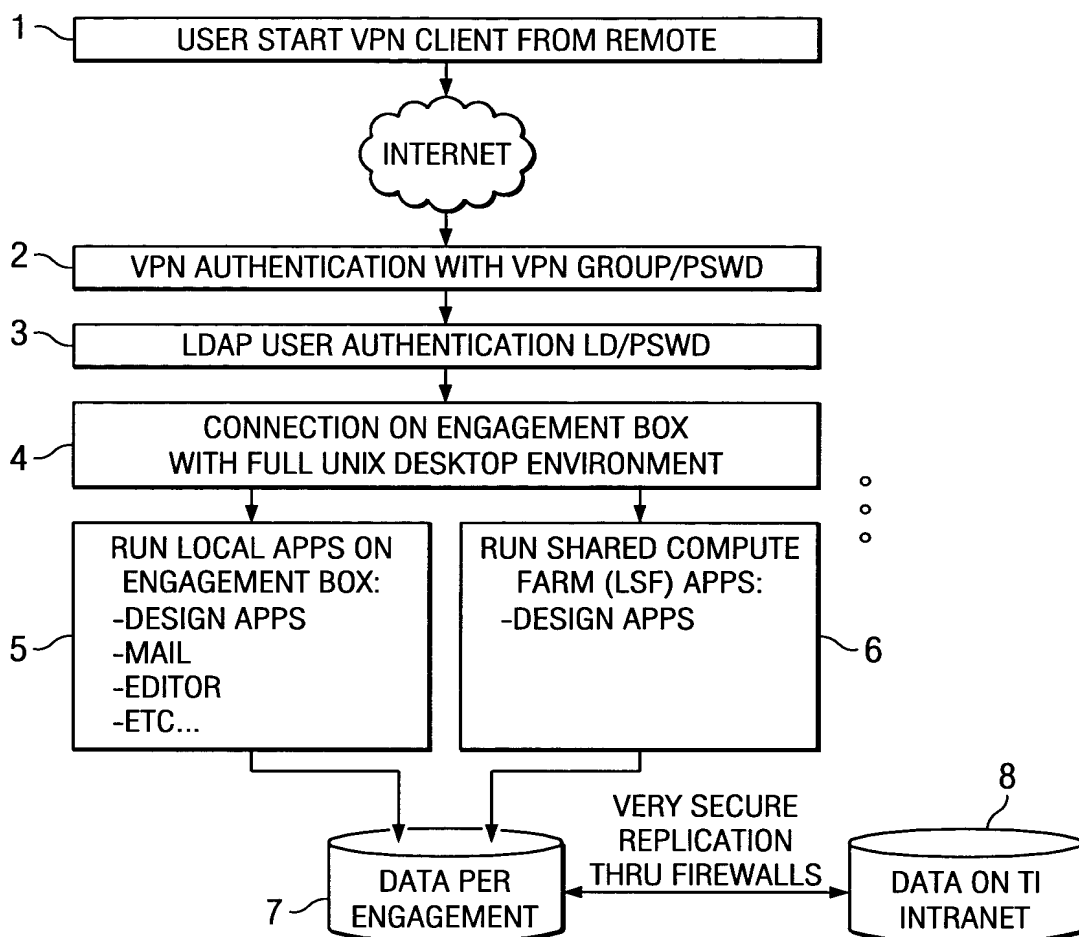 1
USER START VPN CLIENT FROM REMOTE
INTERNET
2
VPN AUTHENTICATION WITH VPN GROUP/PSWD
3
LDAP USER AUTHENTICATION LD/PSWD
4
CONNECTION ON ENGAGEMENT BOX
WITH FULL UNIX DESKTOP ENVIRONMENT
5
RUN LOCAL APPS ON
ENGAGEMENT BOX:
-DESIGN APPS
-MAIL
-EDITOR
-ETC...
RUN SHARED COMPUTE
FARM (LSF) APPS:
-DESIGN APPS
6
7
DATA PER
ENGAGEMENT
VERY SECURE
REPLICATION
THRU FIREWALLS
8
DATA ON TI
INTRANET